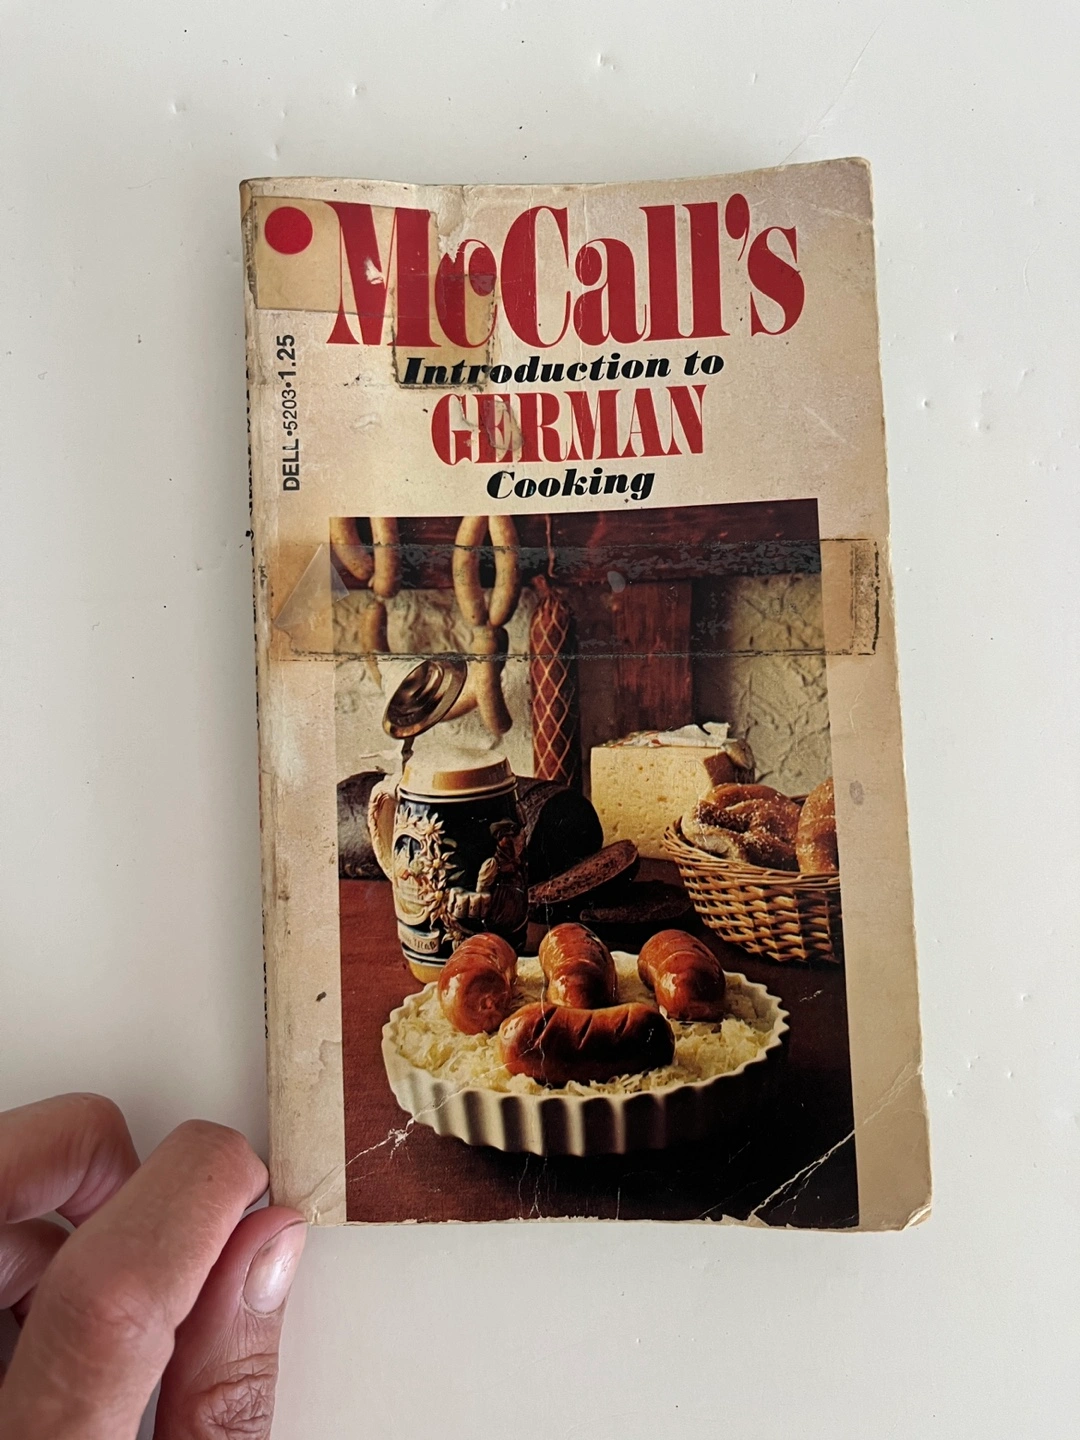 McCall's
Introduction to
GERMAN
Cooking
DELL•5203•1.25